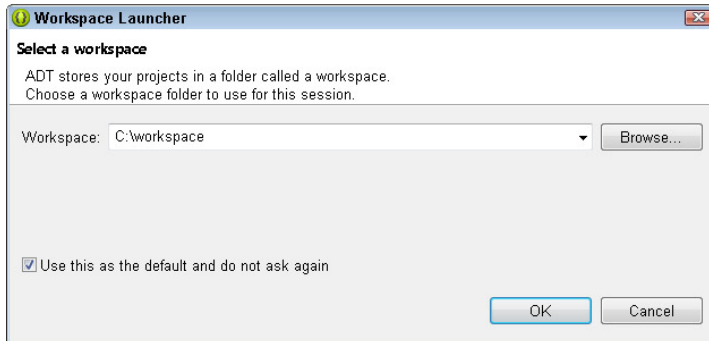 Workspace Launcher
Select a workspace
ADT stores your projects in a folder called a workspace.
Choose a workspace folder to use for this session.
Workspace: C:\workspace Browse...
Use this as the default and do not ask again
OK Cancel